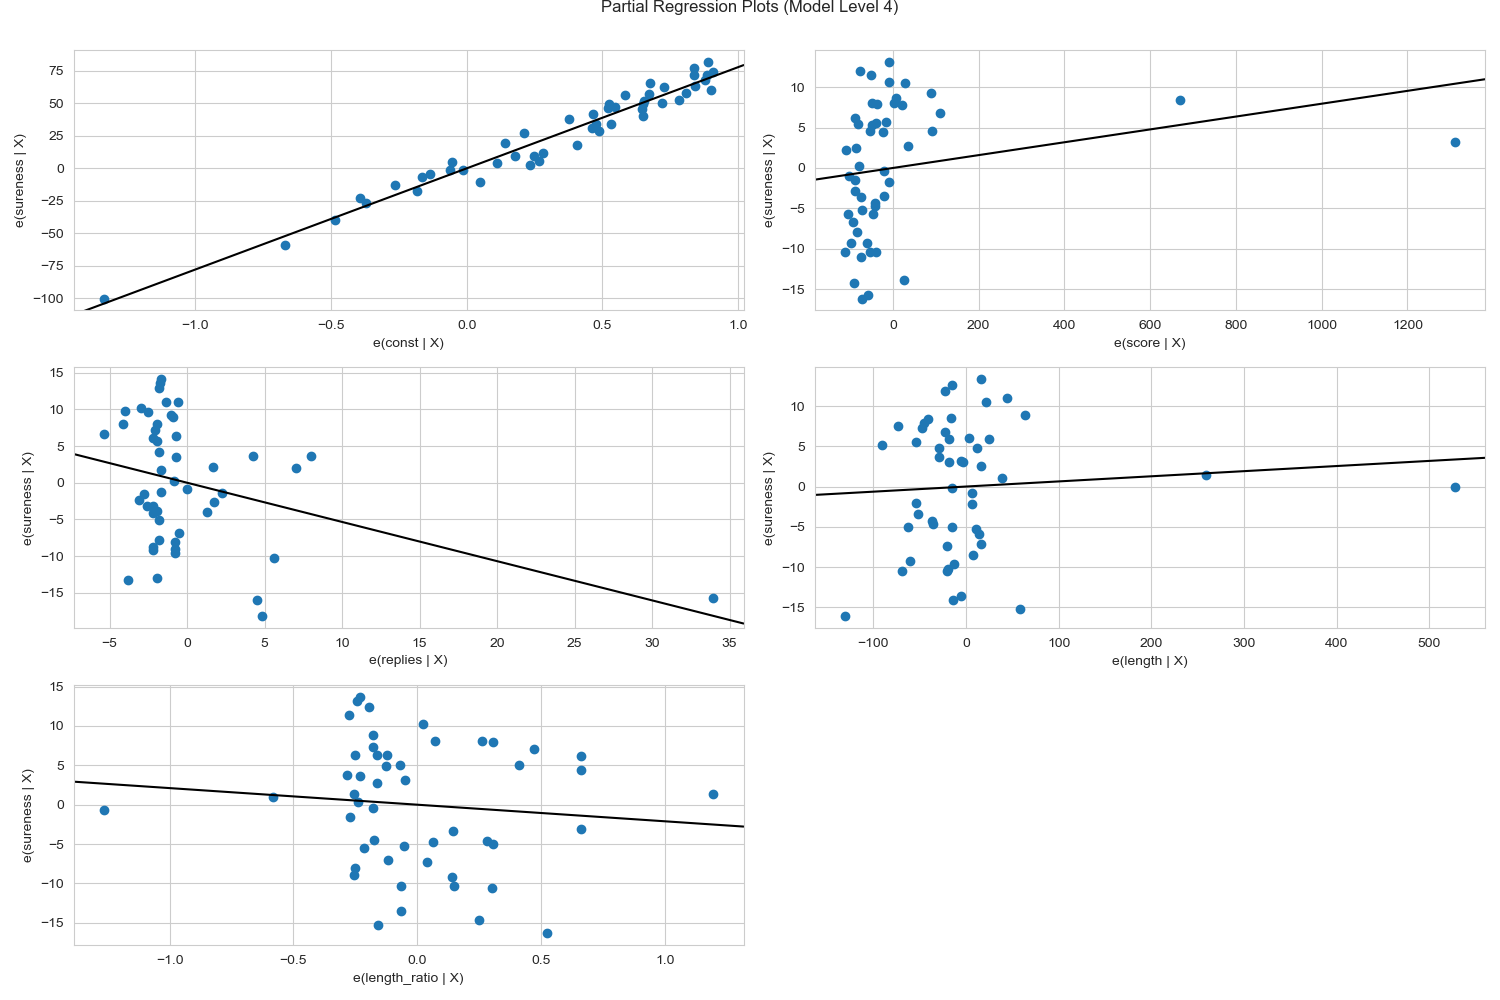 Partial Regression Plots (Model Level 4)
e(sureness | X)
75
50
25
0
−25
−50
−75
−100
−1.0 −0.5 0.0 0.5 1.0
e(const | X)
e(sureness | X)
10
5
0
−5
−10
−15
0 200 400 600 800 1000 1200
e(score | X)
e(sureness | X)
15
10
5
0
−5
−10
−15
−5 0 5 10 15 20 25 30 35
e(replies | X)
e(sureness | X)
10
5
0
−5
−10
−15
−100 0 100 200 300 400 500
e(length | X)
e(sureness | X)
15
10
5
0
−5
−10
−15
−1.0 −0.5 0.0 0.5 1.0
e(length_ratio | X)